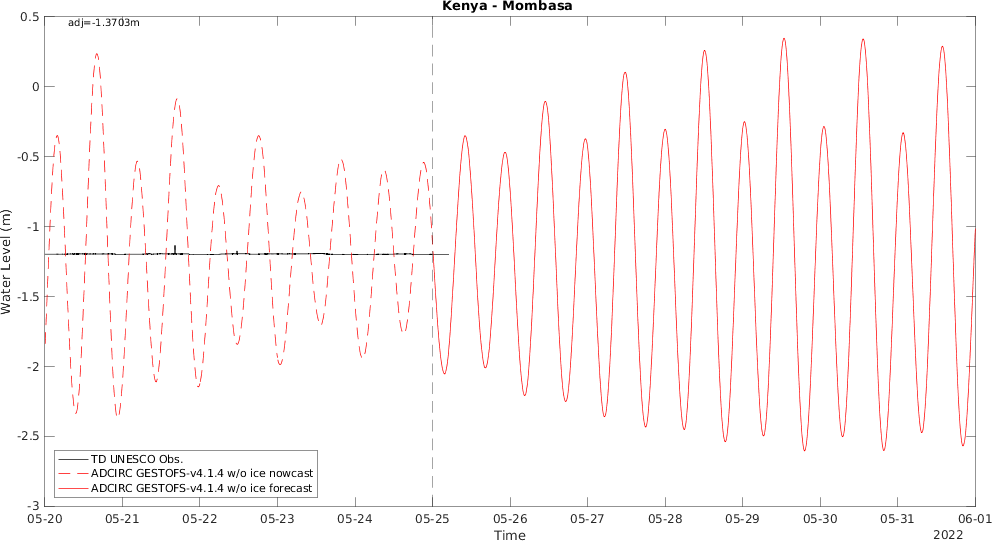 Kenya - Mombasa
adj=-1.3703m
0.5
0
-0.5
-1
-1.5
-2
-2.5
-3
Water Level (m)
TD UNESCO Obs.
ADCIRC GESTOFS-v4.1.4 w/o ice nowcast
ADCIRC GESTOFS-v4.1.4 w/o ice forecast
05-20 05-21 05-22 05-23 05-24 05-25 05-26 05-27 05-28 05-29 05-30 05-31 06-01
Time
2022